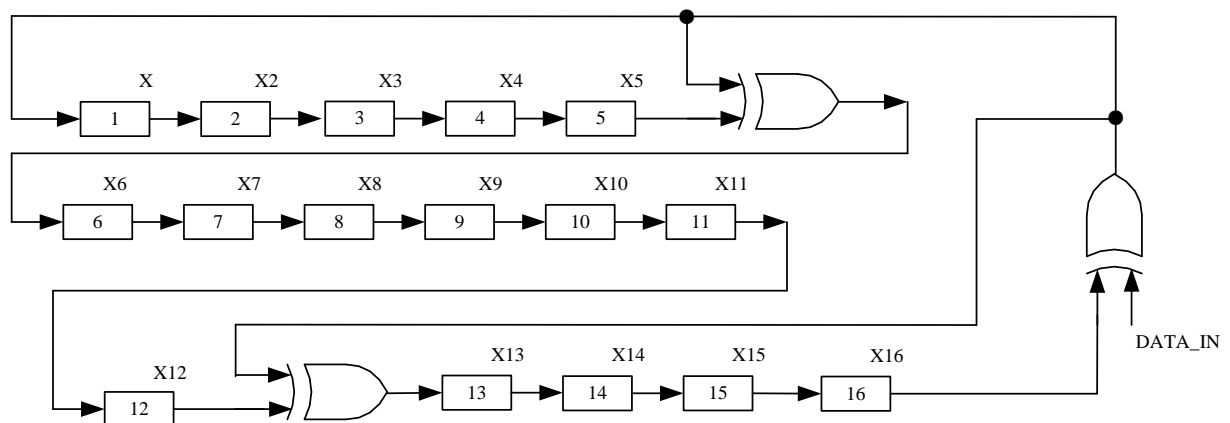 X X2 X3 X4 X5
1 2 3 4 5
X6 X7 X8 X9 X10 X11
6 7 8 9 10 11
DATA_IN
X12 X13 X14 X15 X16
12 13 14 15 16